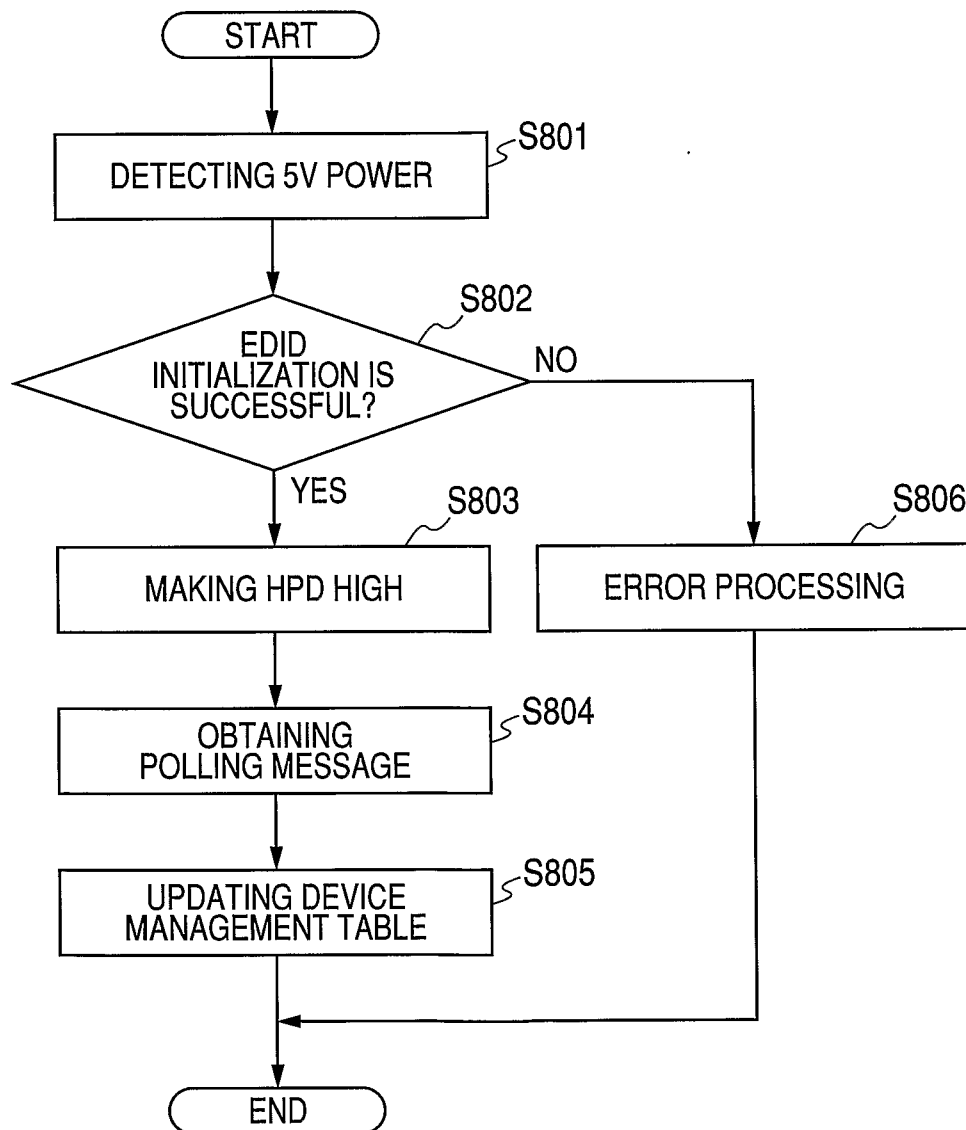 START
S801
DETECTING 5V POWER
S802
EDID
INITIALIZATION IS
SUCCESSFUL?
NO
YES
S803
S806
MAKING HPD HIGH
ERROR PROCESSING
S804
OBTAINING
POLLING MESSAGE
S805
UPDATING DEVICE
MANAGEMENT TABLE
END